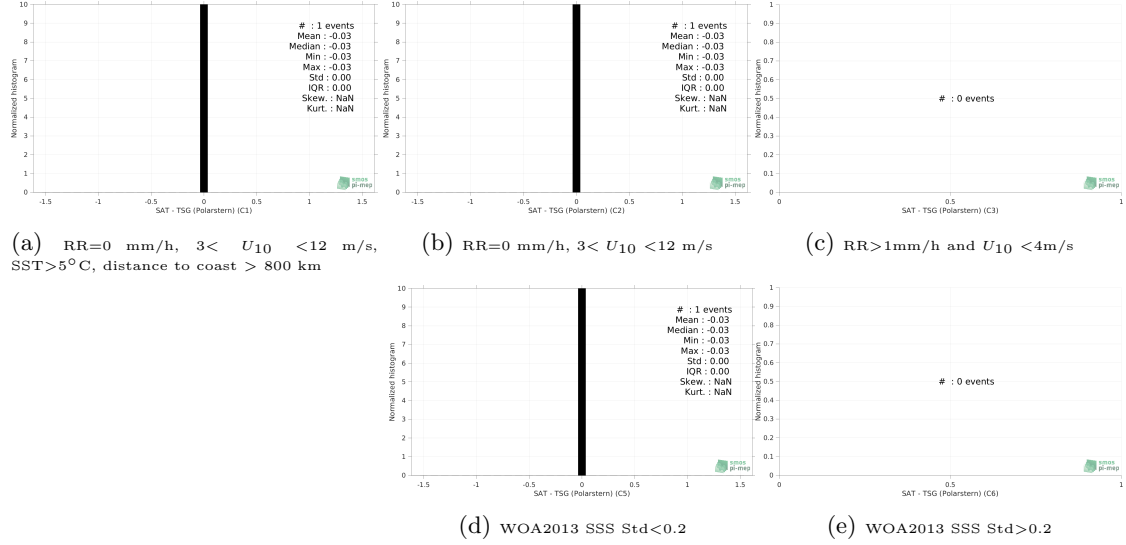 10
9
8
7
6
5
4
3
2
1
0
Normalized histogram
# : 1 events
Mean : -0.03
Median : -0.03
Min : -0.03
Max : -0.03
Std : 0.00
IQR : 0.00
Skew. : NaN
Kurt. : NaN
smos
pi-mep
-1.5 -1 -0.5 0 0.5 1 1.5
SAT - TSG (Polarstern) (C1)
(a) RR=0 mm/h, 3< U10 <12 m/s,
SST>5°C, distance to coast > 800 km
10
9
8
7
6
5
4
3
2
1
0
Normalized histogram
# : 1 events
Mean : -0.03
Median : -0.03
Min : -0.03
Max : -0.03
Std : 0.00
IQR : 0.00
Skew. : NaN
Kurt. : NaN
smos
pi-mep
-1.5 -1 -0.5 0 0.5 1 1.5
SAT - TSG (Polarstern) (C2)
(b) RR=0 mm/h, 3< U10 <12 m/s
1
0.9
0.8
0.7
0.6
0.5
0.4
0.3
0.2
0.1
0
Normalized histogram
# : 0 events
smos
pi-mep
0 0.5 1
SAT - TSG (Polarstern) (C3)
(c) RR>1mm/h and U10 <4m/s
10
9
8
7
6
5
4
3
2
1
0
Normalized histogram
# : 1 events
Mean : -0.03
Median : -0.03
Min : -0.03
Max : -0.03
Std : 0.00
IQR : 0.00
Skew. : NaN
Kurt. : NaN
smos
pi-mep
-1.5 -1 -0.5 0 0.5 1 1.5
SAT - TSG (Polarstern) (C5)
(d) WOA2013 SSS Std<0.2
1
0.9
0.8
0.7
0.6
0.5
0.4
0.3
0.2
0.1
0
Normalized histogram
# : 0 events
smos
pi-mep
0 0.5 1
SAT - TSG (Polarstern) (C6)
(e) WOA2013 SSS Std>0.2